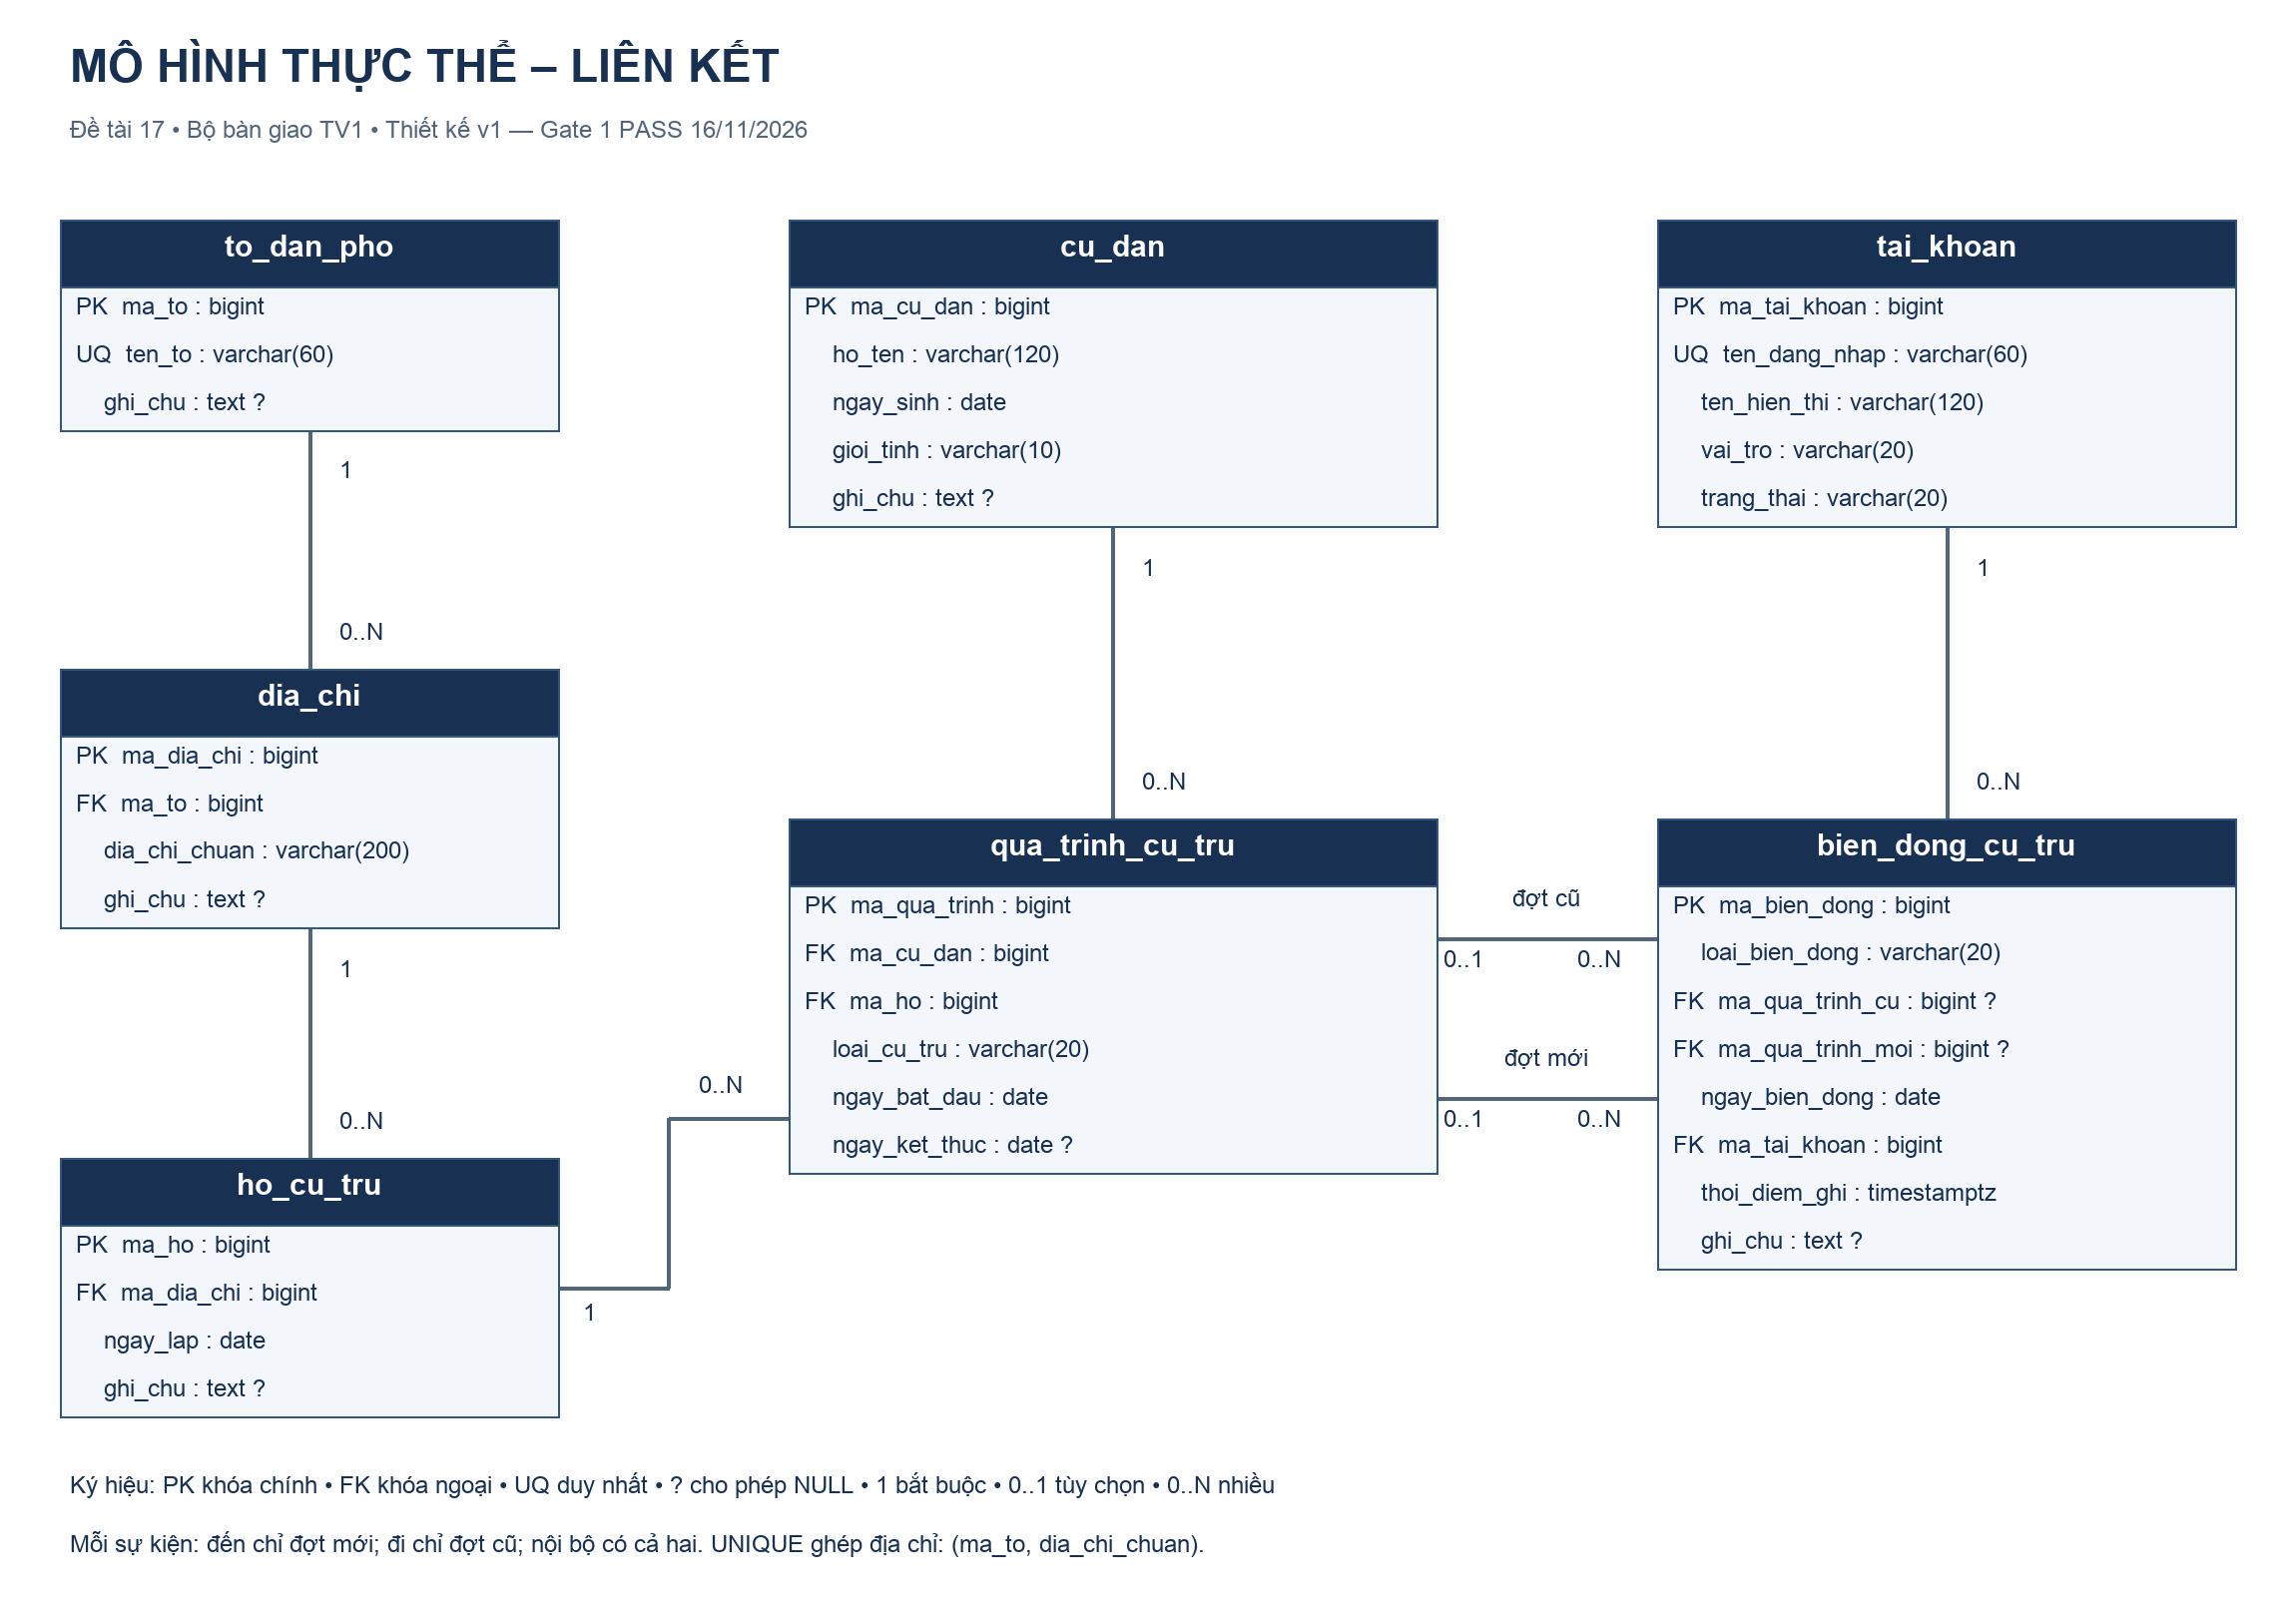 MÔ HÌNH THỰC THỂ – LIÊN KẾT
Đề tài 17 • Bộ bàn giao TV1 • Thiết kế v1 — Gate 1 PASS 16/11/2026
to_dan_pho
PK ma_to : bigint
UQ ten_to : varchar(60)
ghi_chu : text ?
1
0..N
dia_chi
PK ma_dia_chi : bigint
FK ma_to : bigint
dia_chi_chuan : varchar(200)
ghi_chu : text ?
1
0..N
ho_cu_tru
PK ma_ho : bigint
FK ma_dia_chi : bigint
ngay_lap : date
ghi_chu : text ?
1
0..N
cu_dan
PK ma_cu_dan : bigint
ho_ten : varchar(120)
ngay_sinh : date
gioi_tinh : varchar(10)
ghi_chu : text ?
1
0..N
qua_trinh_cu_tru
PK ma_qua_trinh : bigint
FK ma_cu_dan : bigint
FK ma_ho : bigint
loai_cu_tru : varchar(20)
ngay_bat_dau : date
ngay_ket_thuc : date ?
đợt cũ
0..1 0..N
đợt mới
0..1 0..N
tai_khoan
PK ma_tai_khoan : bigint
UQ ten_dang_nhap : varchar(60)
ten_hien_thi : varchar(120)
vai_tro : varchar(20)
trang_thai : varchar(20)
1
0..N
bien_dong_cu_tru
PK ma_bien_dong : bigint
loai_bien_dong : varchar(20)
FK ma_qua_trinh_cu : bigint ?
FK ma_qua_trinh_moi : bigint ?
ngay_bien_dong : date
FK ma_tai_khoan : bigint
thoi_diem_ghi : timestamptz
ghi_chu : text ?
Ký hiệu: PK khóa chính • FK khóa ngoại • UQ duy nhất • ? cho phép NULL • 1 bắt buộc • 0..1 tùy chọn • 0..N nhiều
Mỗi sự kiện: đến chỉ đợt mới; đi chỉ đợt cũ; nội bộ có cả hai. UNIQUE ghép địa chỉ: (ma_to, dia_chi_chuan).